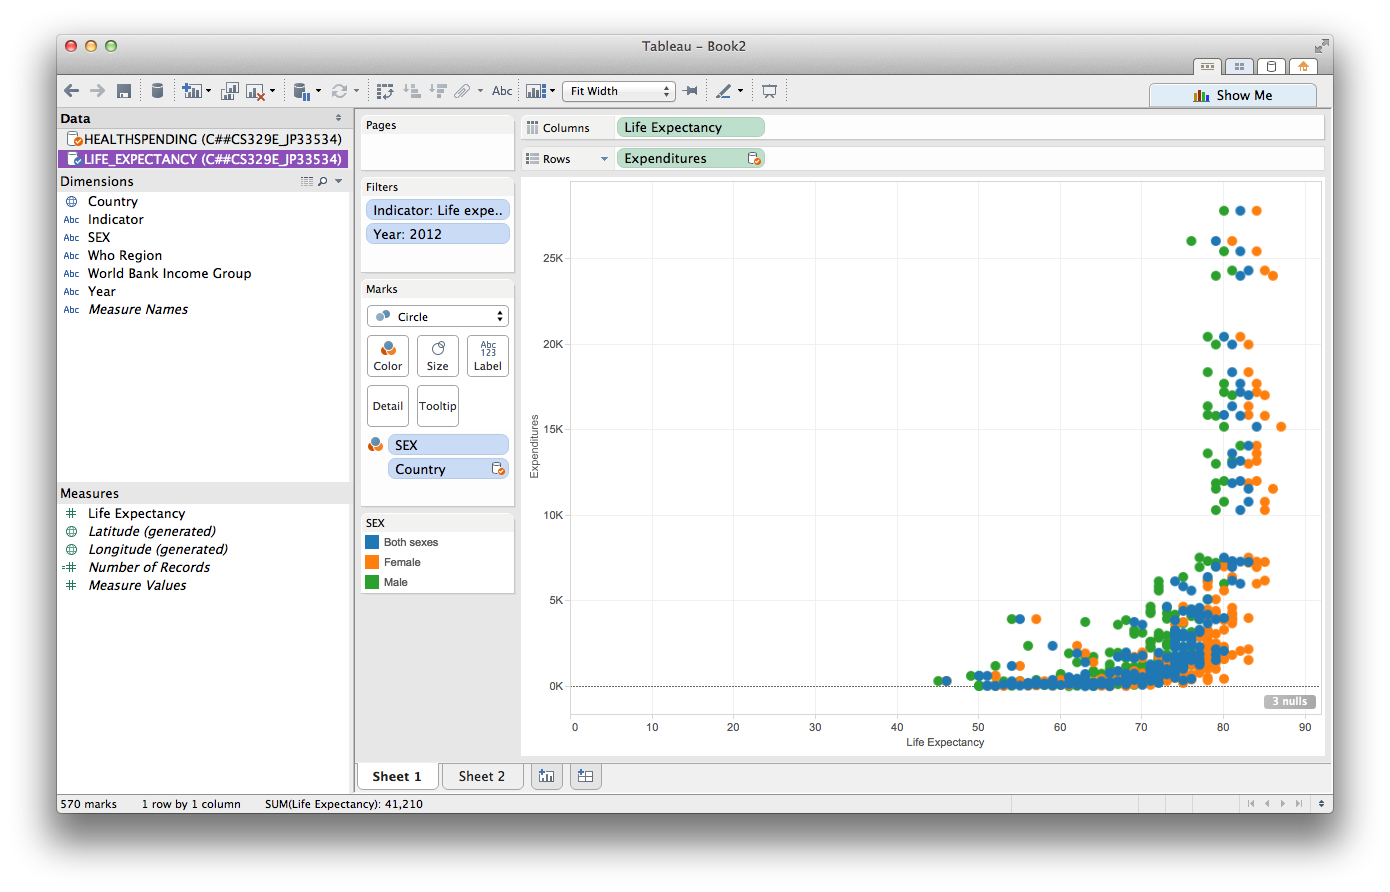 Tableau - Book2
Abc
Fit Width
Show Me
Data
HEALTHSPENDING (C##CS329E_JP33534)
LIFE_EXPECTANCY (C##CS329E_JP33534)
Dimensions
Country
Abc Indicator
Abc SEX
Abc Who Region
Abc World Bank Income Group
Abc Year
Abc Measure Names
Measures
# Life Expectancy
Latitude (generated)
Longitude (generated)
=# Number of Records
# Measure Values
Pages
Filters
Indicator: Life expe..
Year: 2012
Marks
Circle
Color
Size
Abc
123
Label
Detail
Tooltip
SEX
Country
SEX
Both sexes
Female
Male
Columns
Life Expectancy
Rows
Expenditures
Expenditures
25K
20K
15K
10K
5K
0K
3 nulls
0 10 20 30 40 50 60 70 80 90
Life Expectancy
Sheet 1
Sheet 2
570 marks
1 row by 1 column
SUM(Life Expectancy): 41,210